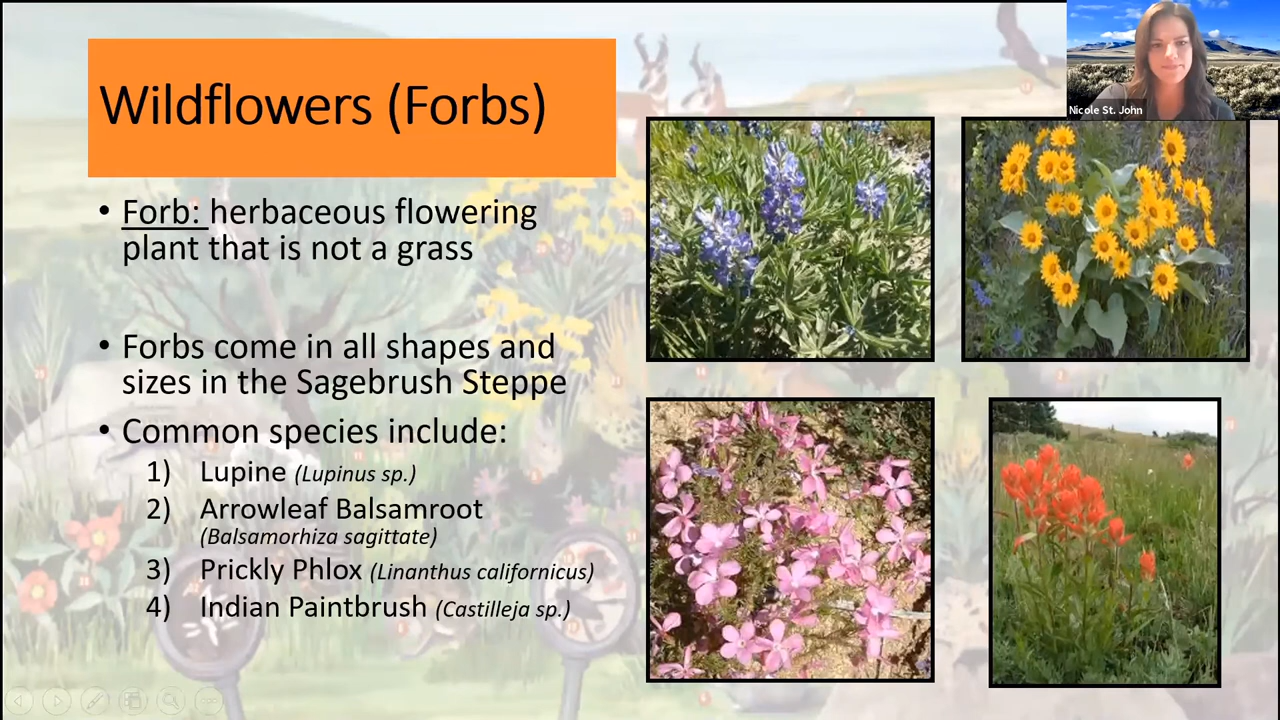 Wildflowers (Forbs)
Nicole St. John
• Forb: herbaceous flowering
plant that is not a grass
• Forbs come in all shapes and
sizes in the Sagebrush Steppe
• Common species include:
1) Lupine (Lupinus sp.)
2) Arrowleaf Balsamroot
(Balsamorhiza sagittate)
3) Prickly Phlox (Linanthus californicus)
4) Indian Paintbrush (Castilleja sp.)